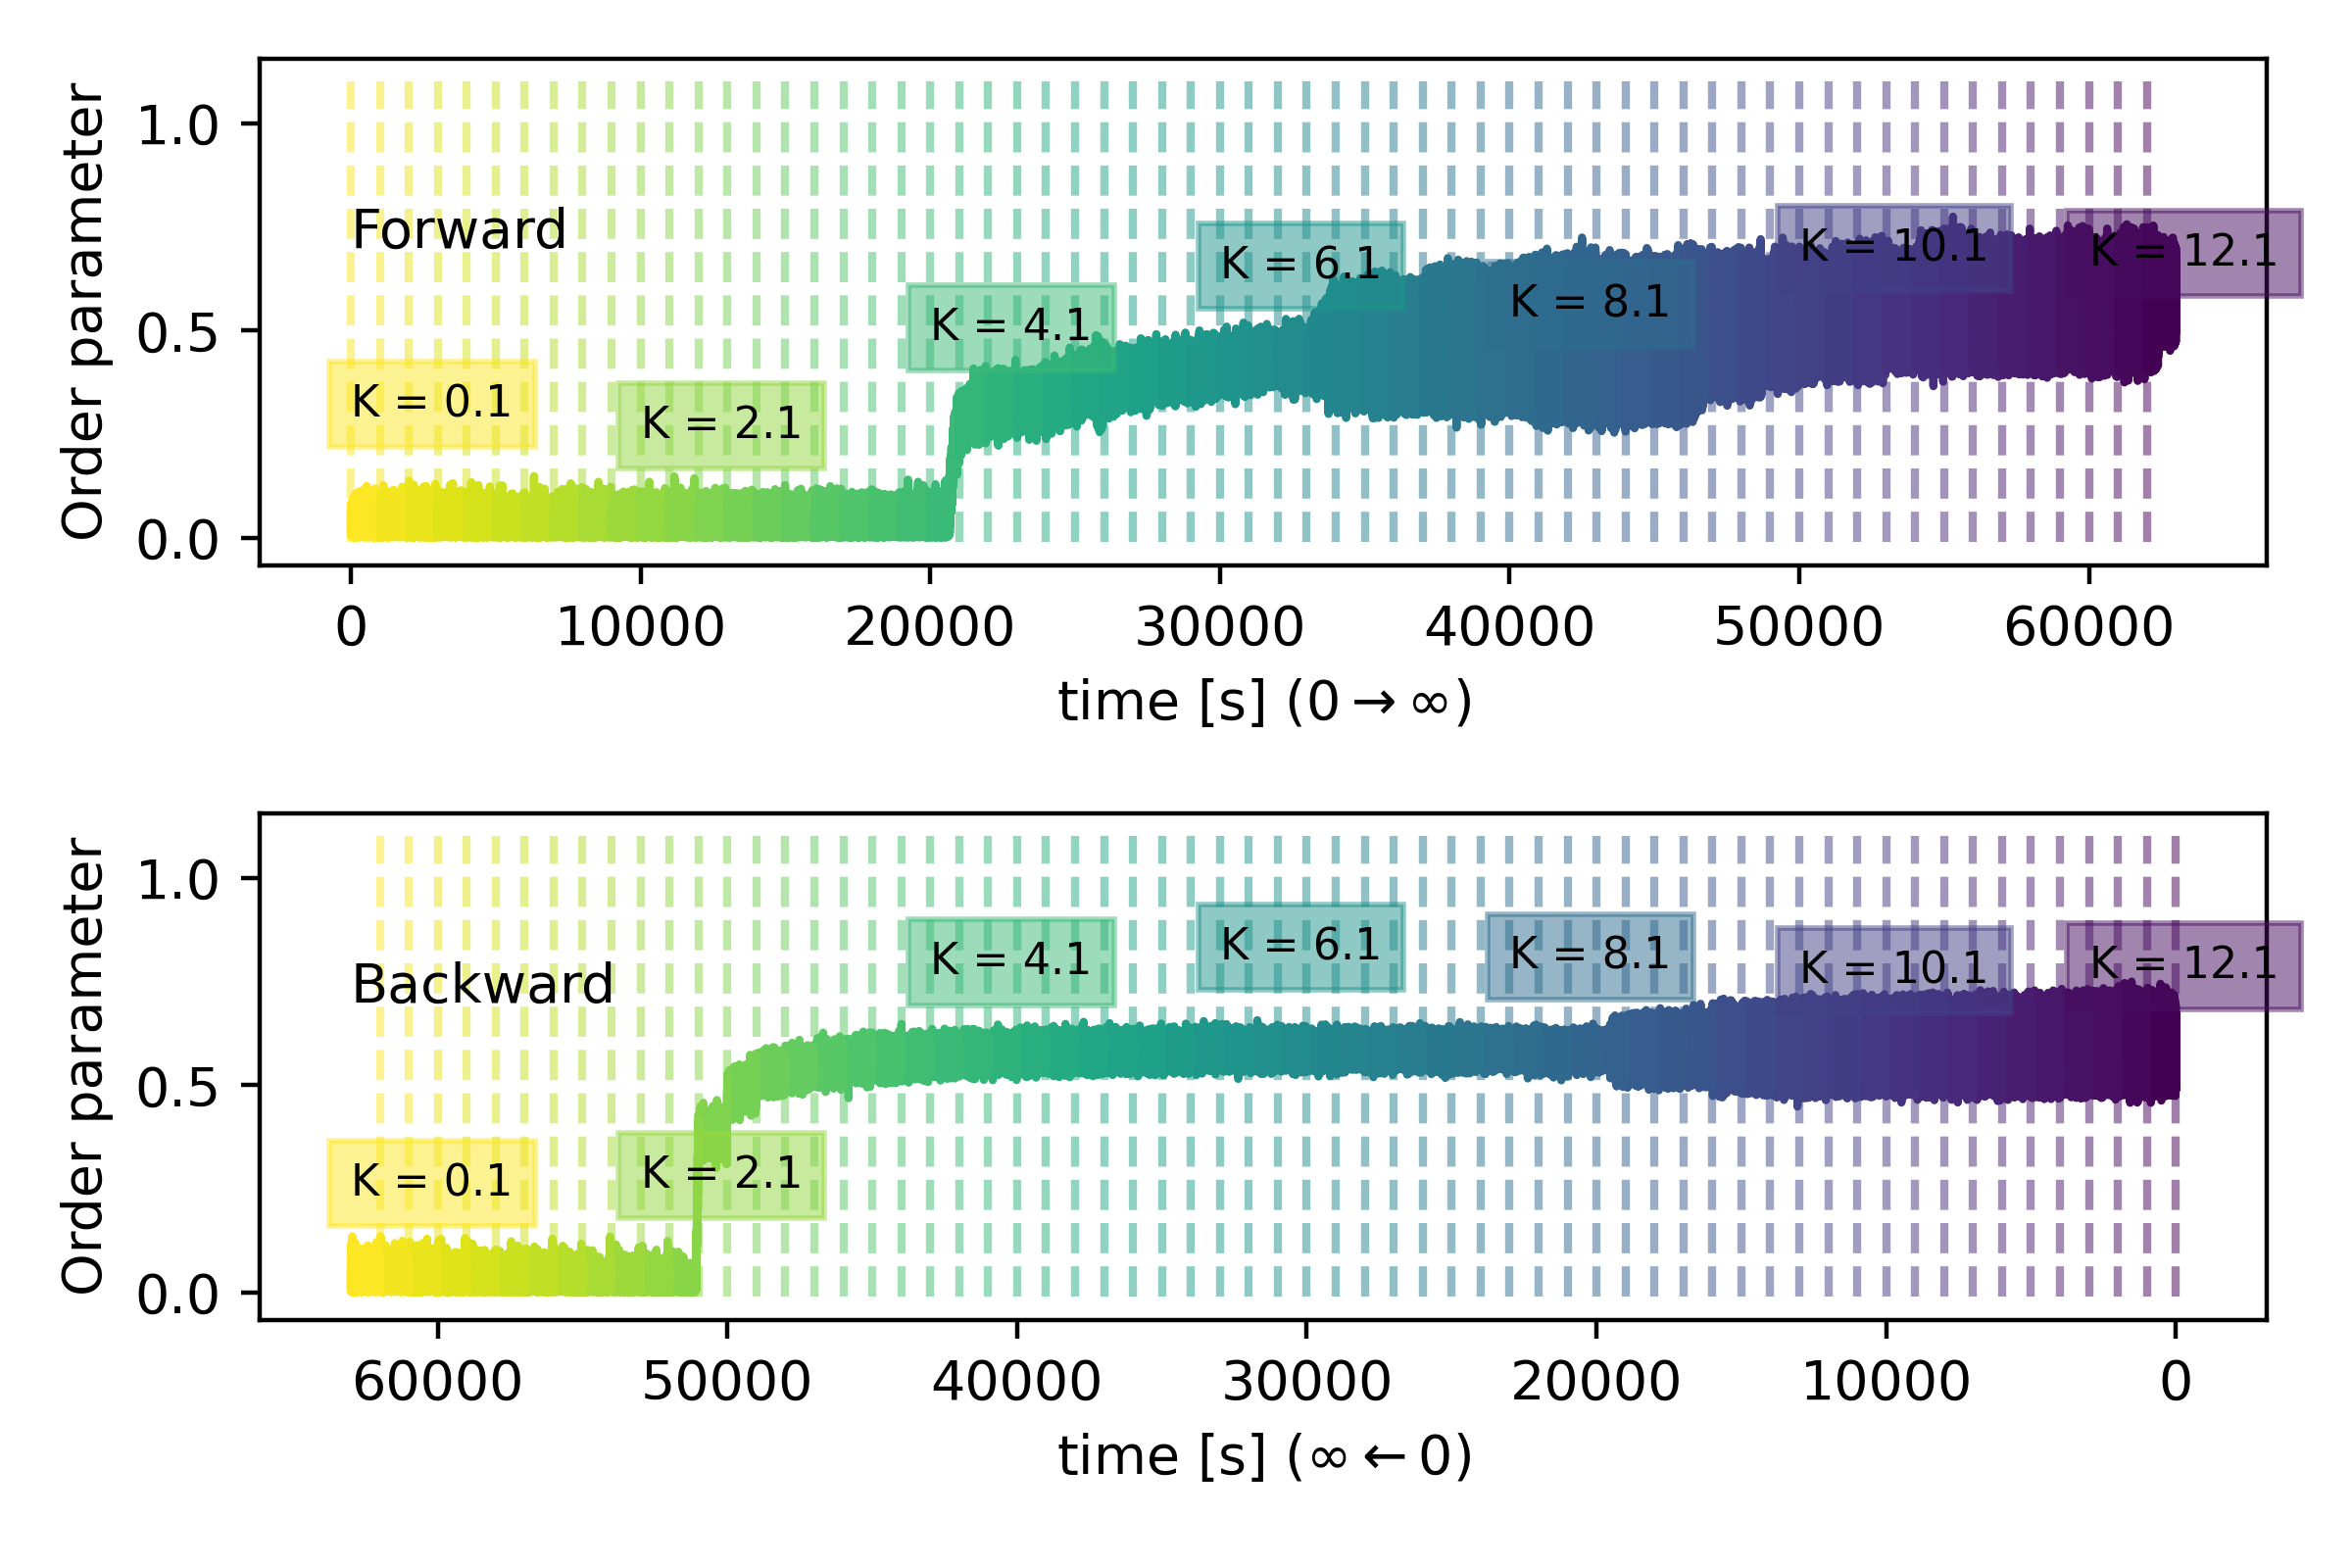 Order parameter
1.0
0.5
0.0
Forward
K = 0.1
K = 2.1
K = 4.1
K = 6.1
K = 8.1
K = 10.1
K = 12.1
0 10000 20000 30000 40000 50000 60000
time [s] (0 → ∞)
Order parameter
1.0
0.5
0.0
Backward
K = 0.1
K = 2.1
K = 4.1
K = 6.1
K = 8.1
K = 10.1
K = 12.1
60000 50000 40000 30000 20000 10000 0
time [s] (∞ ← 0)